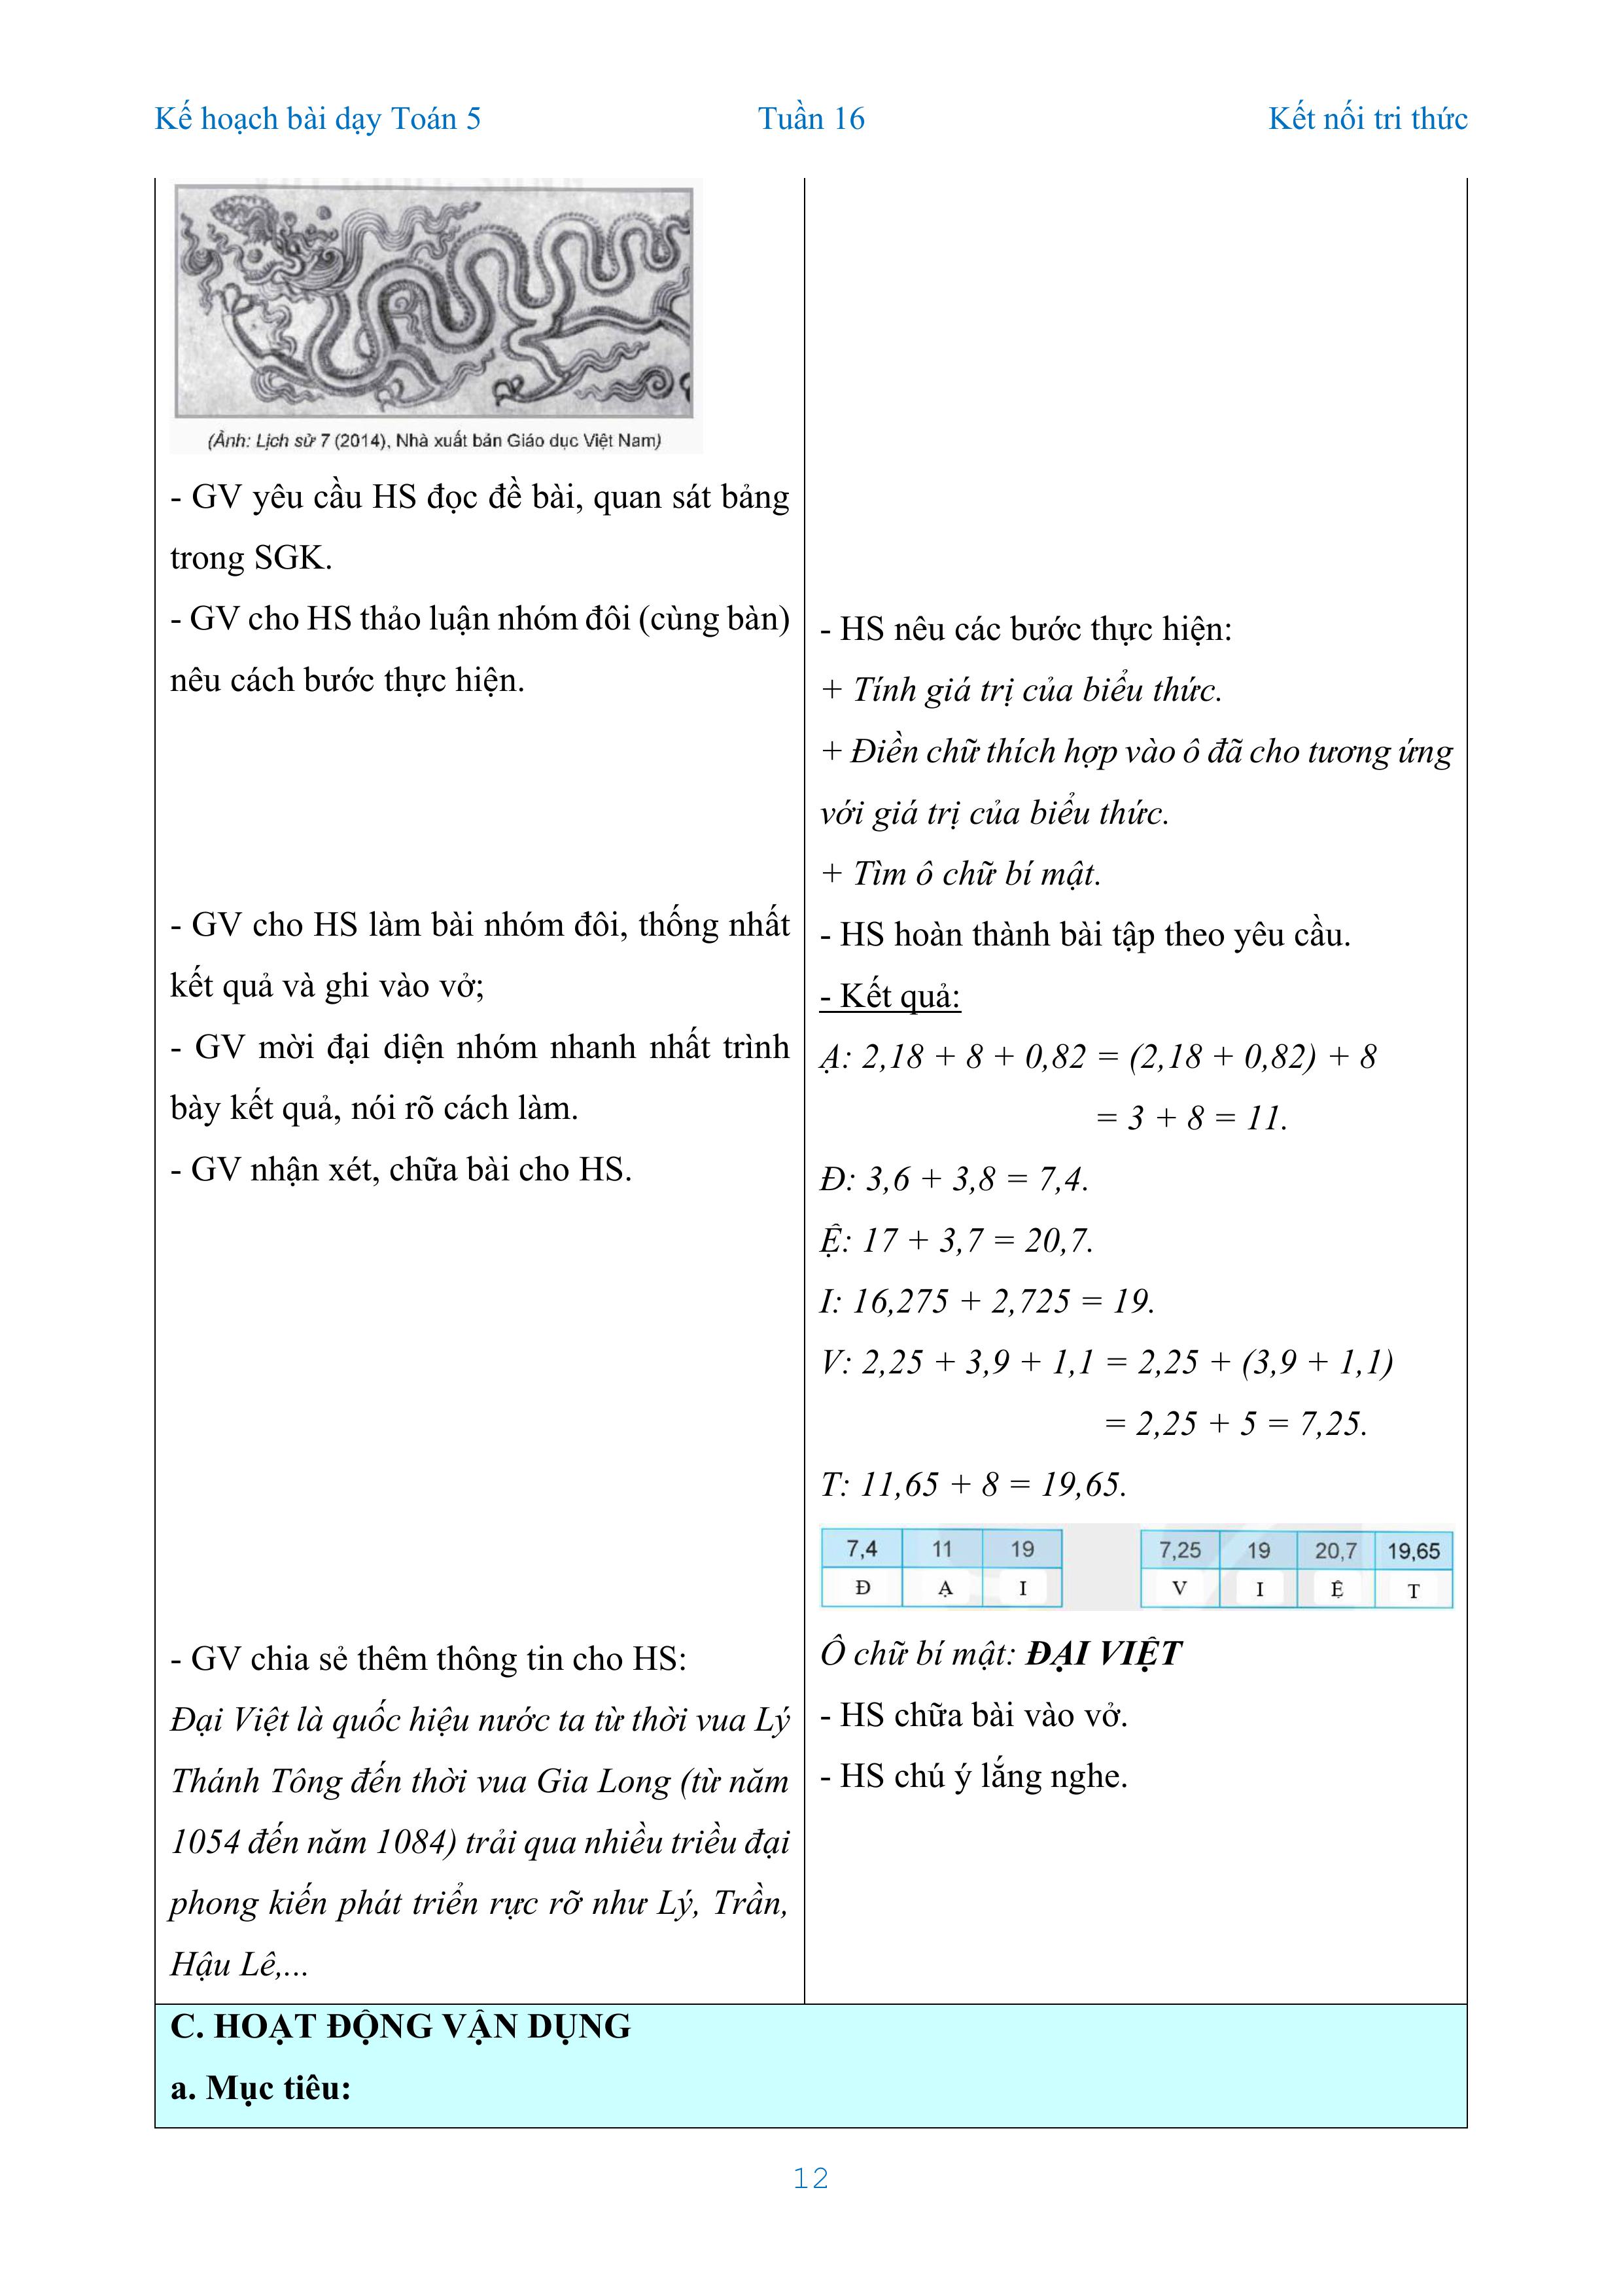 Kế hoạch bài dạy Toán 5 Tuần 16 Kết nối tri thức
(Ảnh: Lịch sử 7 (2014), Nhà xuất bản Giáo dục Việt Nam)
- GV yêu cầu HS đọc đề bài, quan sát bảng
trong SGK.
- GV cho HS thảo luận nhóm đôi (cùng bàn)
nêu cách bước thực hiện.
- GV cho HS làm bài nhóm đôi, thống nhất
kết quả và ghi vào vở;
- GV mời đại diện nhóm nhanh nhất trình
bày kết quả, nói rõ cách làm.
- GV nhận xét, chữa bài cho HS.
- GV chia sẻ thêm thông tin cho HS:
Đại Việt là quốc hiệu nước ta từ thời vua Lý
Thánh Tông đến thời vua Gia Long (từ năm
1054 đến năm 1084) trải qua nhiều triều đại
phong kiến phát triển rực rỡ như Lý, Trần,
Hậu Lê,...
- HS nêu các bước thực hiện:
+ Tính giá trị của biểu thức.
+ Điền chữ thích hợp vào ô đã cho tương ứng
với giá trị của biểu thức.
+ Tìm ô chữ bí mật.
- HS hoàn thành bài tập theo yêu cầu.
- Kết quả:
Ạ: 2,18 + 8 + 0,82 = (2,18 + 0,82) + 8
= 3 + 8 = 11.
Đ: 3,6 + 3,8 = 7,4.
Ệ: 17 + 3,7 = 20,7.
I: 16,275 + 2,725 = 19.
V: 2,25 + 3,9 + 1,1 = 2,25 + (3,9 + 1,1)
= 2,25 + 5 = 7,25.
T: 11,65 + 8 = 19,65.
7,4 11 19 7,25 19 20,7 19,65
Đ Ạ I V I Ệ T
Ô chữ bí mật: ĐẠI VIỆT
- HS chữa bài vào vở.
- HS chú ý lắng nghe.
C. HOẠT ĐỘNG VẬN DỤNG
a. Mục tiêu:
12